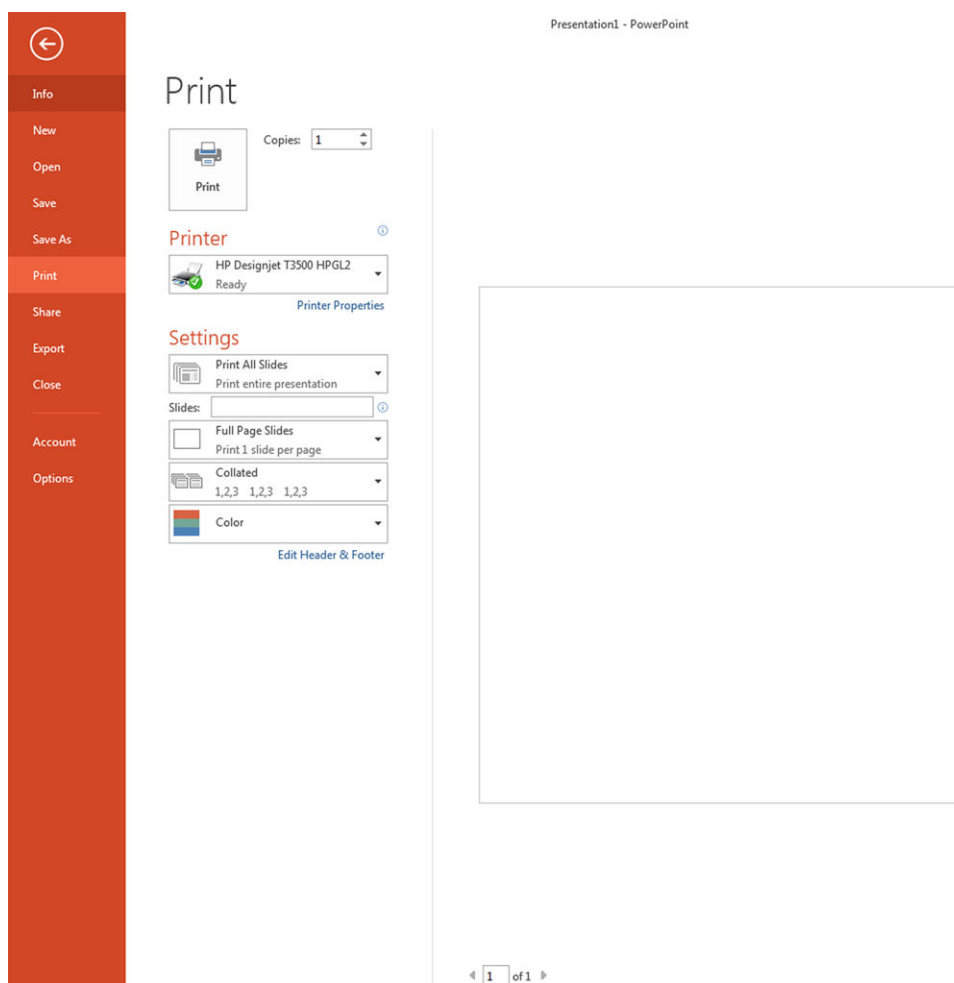 Presentation1 - PowerPoint
Info
New
Open
Save
Save As
Print
Share
Export
Close
Account
Options
Print
Print
Copies: 1
Printer
HP Designjet T3500 HPGL2
Ready
Printer Properties
Settings
Print All Slides
Print entire presentation
Slides:
Full Page Slides
Print 1 slide per page
Collated
1,2,3 1,2,3 1,2,3
Color
Edit Header & Footer
1 of 1